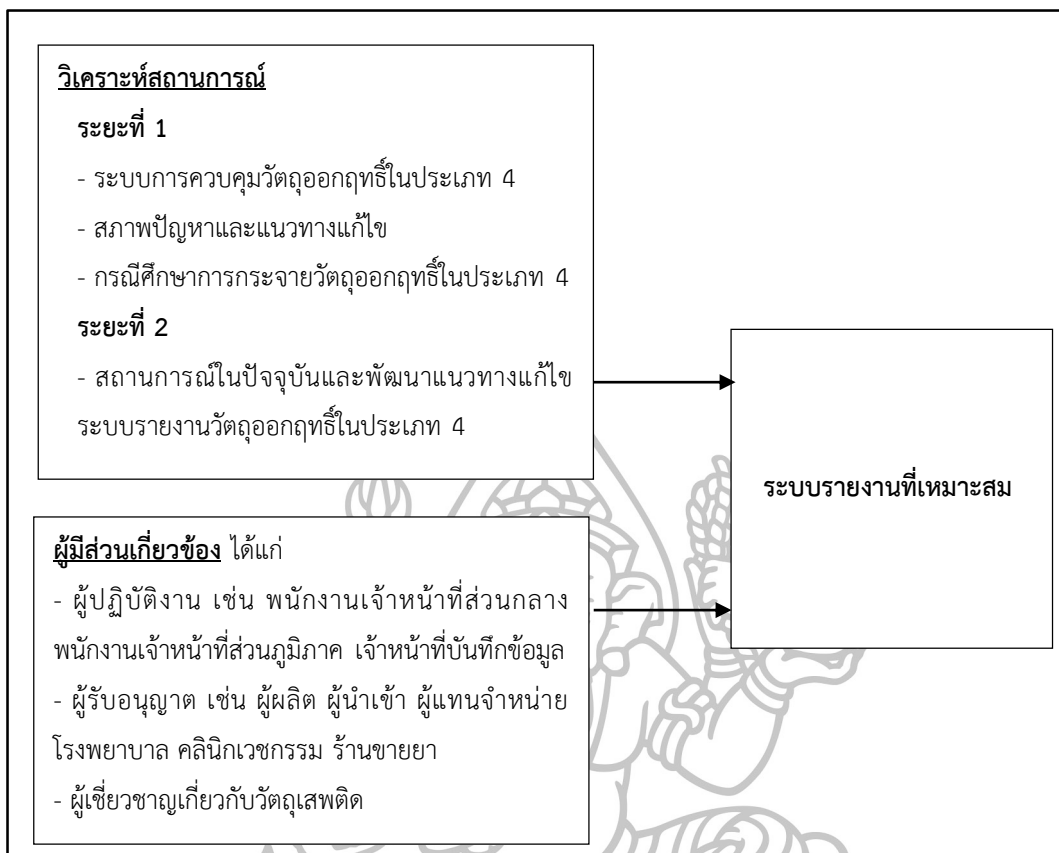 วิเคราะห์สถานการณ์
ระยะที่ 1
- ระบบการควบคุมวัตถุออกฤทธิ์ในประเภท 4
- สภาพปัญหาและแนวทางแก้ไข
- กรณีศึกษาการกระจายวัตถุออกฤทธิ์ในประเภท 4
ระยะที่ 2
- สถานการณ์ในปัจจุบันและพัฒนาแนวทางแก้ไข
ระบบรายงานวัตถุออกฤทธิ์ในประเภท 4
ผู้มีส่วนเกี่ยวข้อง ได้แก่
- ผู้ปฏิบัติงาน เช่น พนักงานเจ้าหน้าที่ส่วนกลาง
พนักงานเจ้าหน้าที่ส่วนภูมิภาค เจ้าหน้าที่บันทึกข้อมูล
- ผู้รับอนุญาต เช่น ผู้ผลิต ผู้นำเข้า ผู้แทนจำหน่าย
โรงพยาบาล คลินิกเวชกรรม ร้านขายยา
- ผู้เชี่ยวชาญเกี่ยวกับวัตถุเสพติด
ระบบรายงานที่เหมาะสม